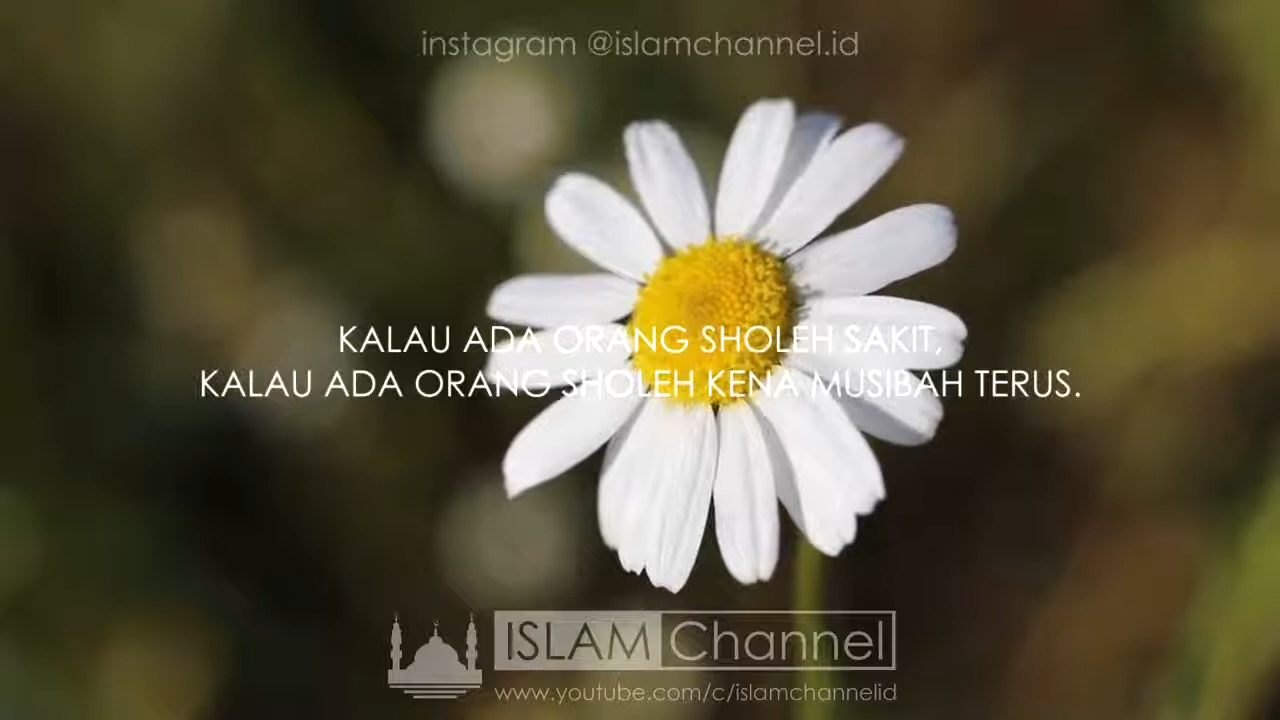 instagram @islamchannel.id
KALAU ADA ORANG SHOLEH SAKIT,
KALAU ADA ORANG SHOLEH KENA MUSIBAH TERUS.
ISLAM Channel
www.youtube.com/c/islamchannelid